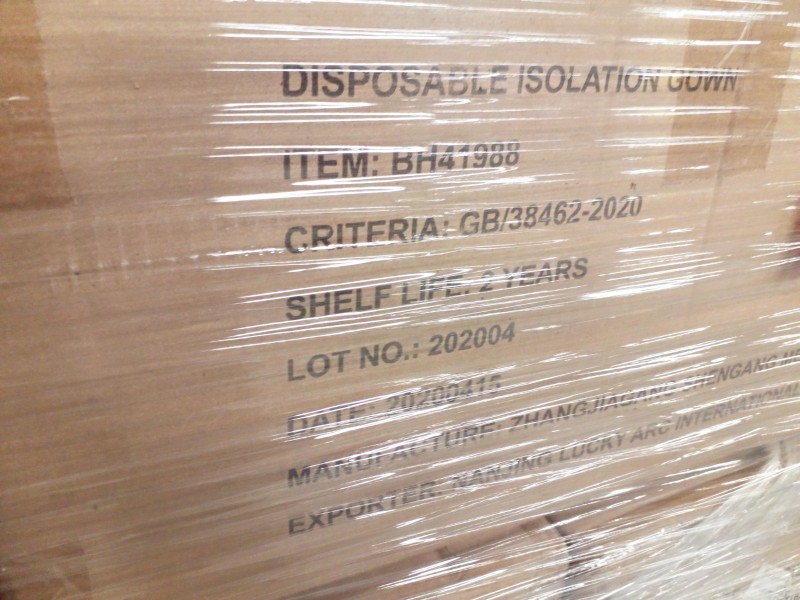 DISPOSABLE ISOLATION GOWN
ITEM: BH41988
CRITERIA: GB/38462-2020
SHELF LIFE: 2 YEARS
LOT NO.: 202004
DATE: 20200415
MANUFACTURE: ZHANGJIAGANG SHENGANG
EXPORTER: NANJING LUCKY ARC INTERNATIONAL